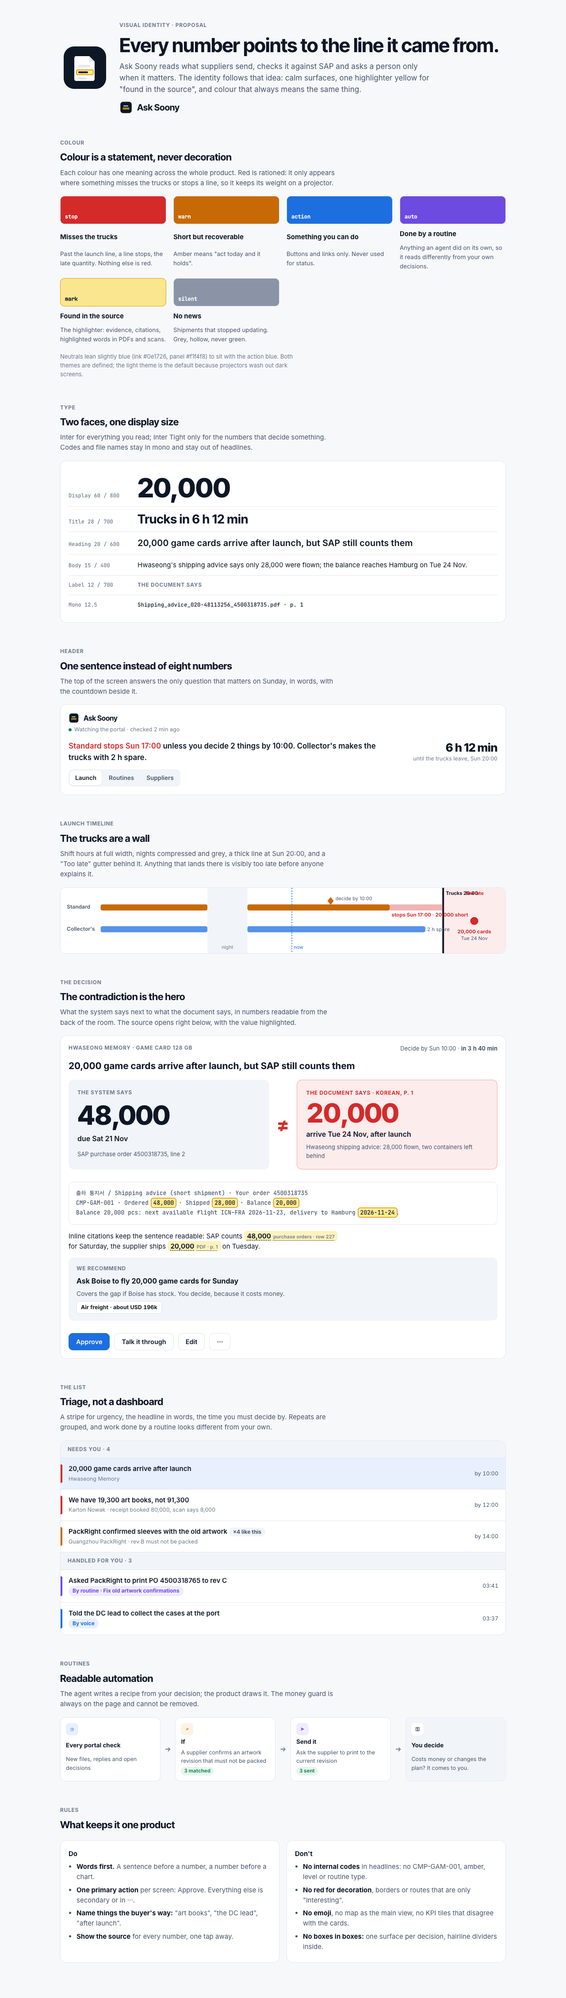 VISUAL IDENTITY · PROPOSAL
Every number points to the line it came from.
Ask Soony reads what suppliers send, checks it against SAP and asks a person only
when it matters. The identity follows that idea: calm surfaces, one highlighter yellow for
"found in the source", and colour that always means the same thing.
Ask Soony
COLOUR
Colour is a statement, never decoration
Each colour has one meaning across the whole product. Red is rationed: it only appears
where something misses the trucks or stops a line, so it keeps its weight on a projector.
stop
Misses the trucks
Past the launch line, a line stops, the
late quantity. Nothing else is red.
warn
Short but recoverable
Amber means "act today and it
holds".
action
Something you can do
Buttons and links only. Never used
for status.
auto
Done by a routine
Anything an agent did on its own, so
it reads differently from your own
decisions.
mark
Found in the source
The highlighter: evidence, citations,
highlighted words in PDFs and scans.
silent
No news
Shipments that stopped updating.
Grey, hollow, never green.
Neutrals lean slightly blue (ink #0e1726, panel #f1f4f8) to sit with the action blue. Both
themes are defined; the light theme is the default because projectors wash out dark
screens.
TYPE
Two faces, one display size
Inter for everything you read; Inter Tight only for the numbers that decide something.
Codes and file names stay in mono and stay out of headlines.
Display 60 / 800
20,000
Title 28 / 700
Trucks in 6 h 12 min
Heading 20 / 600
20,000 game cards arrive after launch, but SAP still counts them
Body 15 / 400
Hwaseong's shipping advice says only 28,000 were flown; the balance reaches Hamburg on Tue 24 Nov.
Label 12 / 700
THE DOCUMENT SAYS
Mono 12.5
Shipping_advice_020-48113256_4500318735.pdf · p. 1
HEADER
One sentence instead of eight numbers
The top of the screen answers the only question that matters on Sunday, in words, with
the countdown beside it.
Ask Soony
Watching the portal · checked 2 min ago
Standard stops Sun 17:00 unless you decide 2 things by 10:00. Collector's makes the
trucks with 2 h spare.
6 h 12 min
until the trucks leave, Sun 20:00
Launch
Routines
Suppliers
LAUNCH TIMELINE
The trucks are a wall
Shift hours at full width, nights compressed and grey, a thick line at Sun 20:00, and a
"Too late" gutter behind it. Anything that lands there is visibly too late before anyone
explains it.
Trucks 20:00
Standard
decide by 10:00
stops Sun 17:00 · 20,000 short
Collector's
2 h spare
20,000 cards
Tue 24 Nov
night
now
THE DECISION
The contradiction is the hero
What the system says next to what the document says, in numbers readable from the
back of the room. The source opens right below, with the value highlighted.
HWASEONG MEMORY · GAME CARD 128 GB
Decide by Sun 10:00 · in 3 h 40 min
20,000 game cards arrive after launch, but SAP still counts them
THE SYSTEM SAYS
48,000
due Sat 21 Nov
SAP purchase order 4500318735, line 2
≠
THE DOCUMENT SAYS · KOREAN, P. 1
20,000
arrive Tue 24 Nov, after launch
Hwaseong shipping advice: 28,000 flown, two containers left
behind
출하 통지서 / Shipping advice (short shipment) · Your order 4500318735
CMP-GAM-001 · Ordered 48,000 · Shipped 28,000 · Balance 20,000
Balance 20,000 pcs: next available flight ICN-FRA 2026-11-23, delivery to Hamburg 2026-11-24
Inline citations keep the sentence readable: SAP counts 48,000 purchase orders · row 227
for Saturday, the supplier ships 20,000 PDF · p. 1 on Tuesday.
WE RECOMMEND
Ask Boise to fly 20,000 game cards for Sunday
Covers the gap if Boise has stock. You decide, because it costs money.
Air freight · about USD 196k
Approve
Talk it through
Edit
···
THE LIST
Triage, not a dashboard
A stripe for urgency, the headline in words, the time you must decide by. Repeats are
grouped, and work done by a routine looks different from your own.
NEEDS YOU · 4
20,000 game cards arrive after launch
Hwaseong Memory
by 10:00
We have 19,300 art books, not 91,300
Karton Nowak · receipt booked 80,000, scan says 8,000
by 12:00
PackRight confirmed sleeves with the old artwork ×4 like this
Guangzhou PackRight · rev B must not be packed
by 14:00
HANDLED FOR YOU · 3
Asked PackRight to print PO 4500318765 to rev C
By routine · Fix old artwork confirmations
03:41
Told the DC lead to collect the cases at the port
By voice
03:37
ROUTINES
Readable automation
The agent writes a recipe from your decision; the product draws it. The money guard is
always on the page and cannot be removed.
Every portal check
New files, replies and open
decisions
→
If
A supplier confirms an artwork
revision that must not be packed
3 matched
→
Send it
Ask the supplier to print to the
current revision
3 sent
→
You decide
Costs money or changes the
plan? It comes to you.
RULES
What keeps it one product
Do
• Words first. A sentence before a number, a number before a
chart.
• One primary action per screen: Approve. Everything else is
secondary or in ···.
• Name things the buyer's way: "art books", "the DC lead",
"after launch".
• Show the source for every number, one tap away.
Don't
• No internal codes in headlines: no CMP-GAM-001, amber,
level or routine type.
• No red for decoration, borders or routes that are only
"interesting".
• No emoji, no map as the main view, no KPI tiles that disagree
with the cards.
• No boxes in boxes: one surface per decision, hairline dividers
inside.